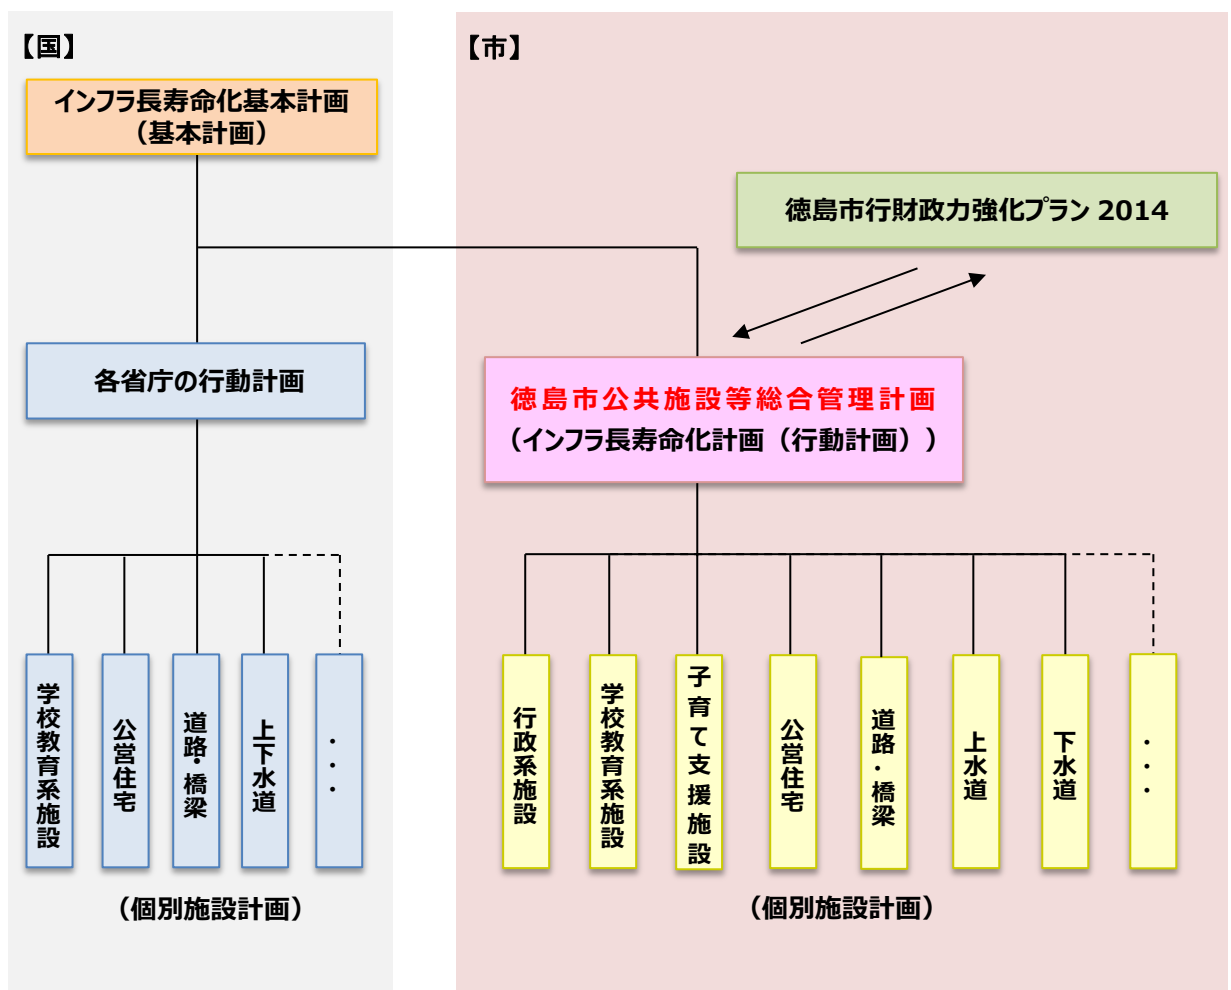 【国】
インフラ長寿命化基本計画
（基本計画）
各省庁の行動計画
学校教育系施設
公営住宅
道路・橋梁
上下水道
・・・
（個別施設計画）
【市】
徳島市行財政力強化プラン 2014
徳島市公共施設等総合管理計画
（インフラ長寿命化計画（行動計画））
行政系施設
学校教育系施設
子育て支援施設
公営住宅
道路・橋梁
上水道
下水道
・・・
（個別施設計画）